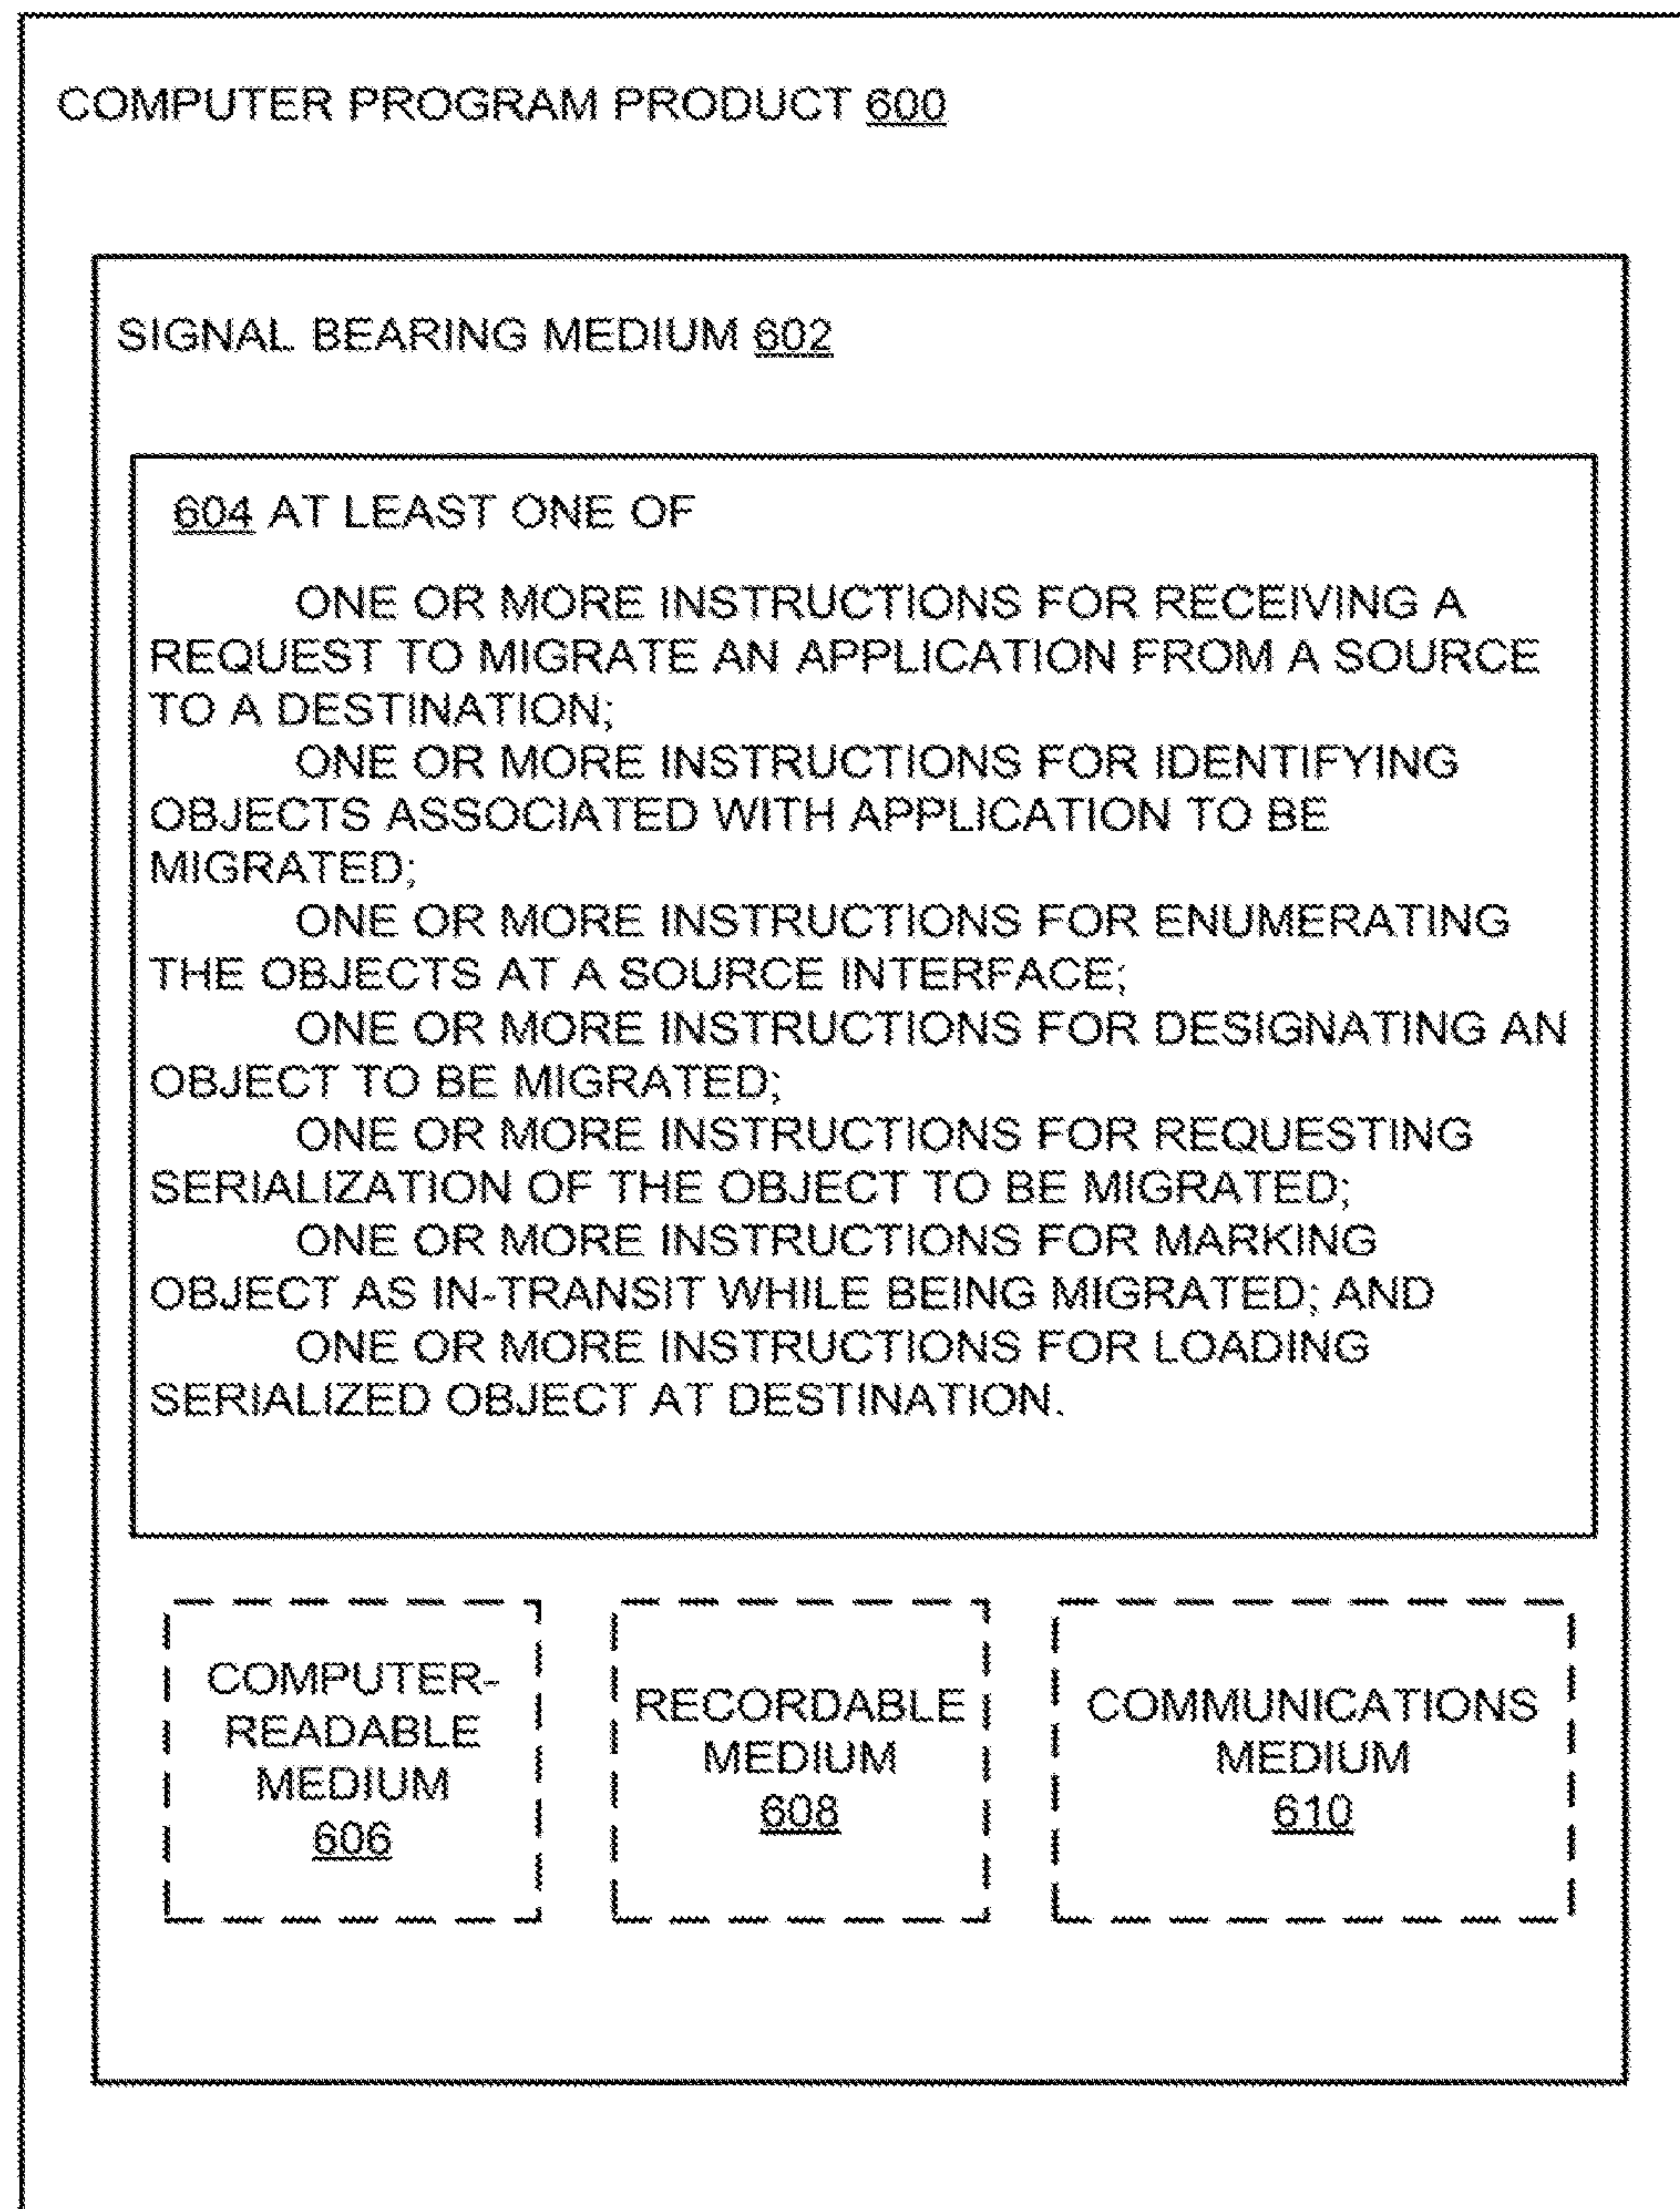 COMPUTER PROGRAM PRODUCT 600
SIGNAL BEARING MEDIUM 602
604 AT LEAST ONE OF
ONE OR MORE INSTRUCTIONS FOR RECEIVING A
REQUEST TO MIGRATE AN APPLICATION FROM A SOURCE
TO A DESTINATION;
ONE OR MORE INSTRUCTIONS FOR IDENTIFYING
OBJECTS ASSOCIATED WITH APPLICATION TO BE
MIGRATED;
ONE OR MORE INSTRUCTIONS FOR ENUMERATING
THE OBJECTS AT A SOURCE INTERFACE;
ONE OR MORE INSTRUCTIONS FOR DESIGNATING AN
OBJECT TO BE MIGRATED;
ONE OR MORE INSTRUCTIONS FOR REQUESTING
SERIALIZATION OF THE OBJECT TO BE MIGRATED;
ONE OR MORE INSTRUCTIONS FOR MARKING
OBJECT AS IN-TRANSIT WHILE BEING MIGRATED; AND
ONE OR MORE INSTRUCTIONS FOR LOADING
SERIALIZED OBJECT AT DESTINATION.
COMPUTER-
READABLE
MEDIUM
606
RECORDABLE
MEDIUM
608
COMMUNICATIONS
MEDIUM
610